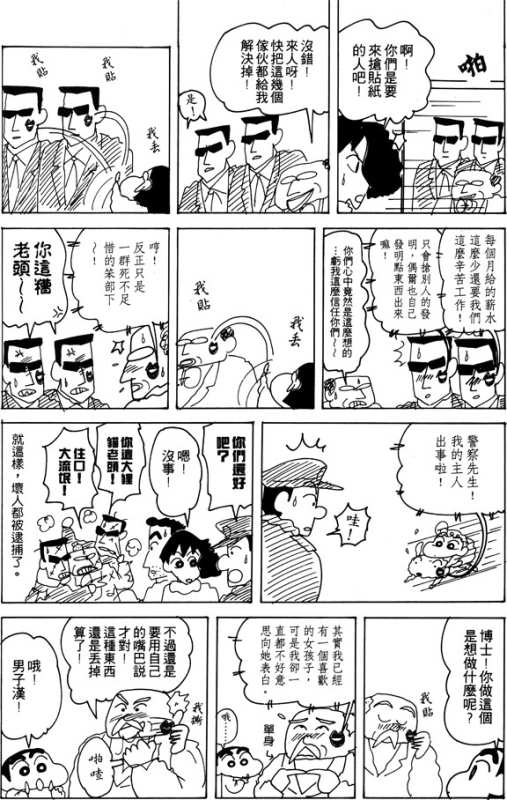 啪
啊！
你們是要
來搶貼紙
的人吧！
沒錯！
來人呀！
快把這幾個
傢伙都給我
解決掉！
是！
我
丟
我
貼
我
貼
每個月給的薪水
這麼少還要我們
這麼辛苦工作！
只會搶別人的發
明，偶爾也自己
發明點東西出來
嘛！
你們心中竟然是這麼想的
…虧我這麼信任你們～～
我
丟
我
貼
哼！
反正只是
一群死不足
惜的笨部下
～！
你這猫
老頭～～
警察先生！
我的主人
出事啦！
哇！
你們還好
吧？
嗯！
沒事！
你這大狸
貓老頭！
住口！
大流氓！
就這樣，壞人都被逮捕了。
博士！你做這個
是想做什麼呢？
我
貼
其實我已經
有一個喜歡
的女孩子，
可是我卻一
直都不好意
思向她表白。
單身
哦
不過還是
要用自己
的嘴巴說
才對！
這種東西
還是丟掉
算了！
我
撕
啪
喳
哦！
男子漢！